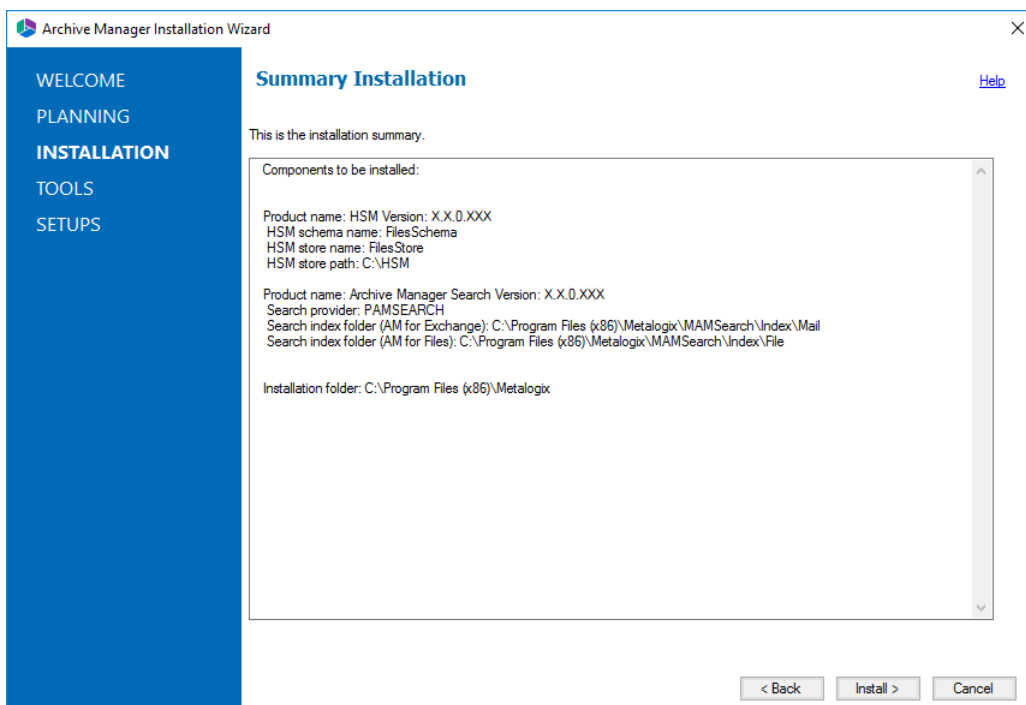 Archive Manager Installation Wizard
WELCOME
PLANNING
INSTALLATION
TOOLS
SETUPS
Summary Installation
Help
This is the installation summary.
Components to be installed:
Product name: HSM Version: X.X.0.XXX
HSM schema name: FilesSchema
HSM store name: FilesStore
HSM store path: C:\HSM
Product name: Archive Manager Search Version: X.X.0.XXX
Search provider: PAMSEARCH
Search index folder (AM for Exchange): C:\Program Files (x86)\Metalogix\MAMSearch\Index\Mail
Search index folder (AM for Files): C:\Program Files (x86)\Metalogix\MAMSearch\Index\File
Installation folder: C:\Program Files (x86)\Metalogix
< Back
Install >
Cancel